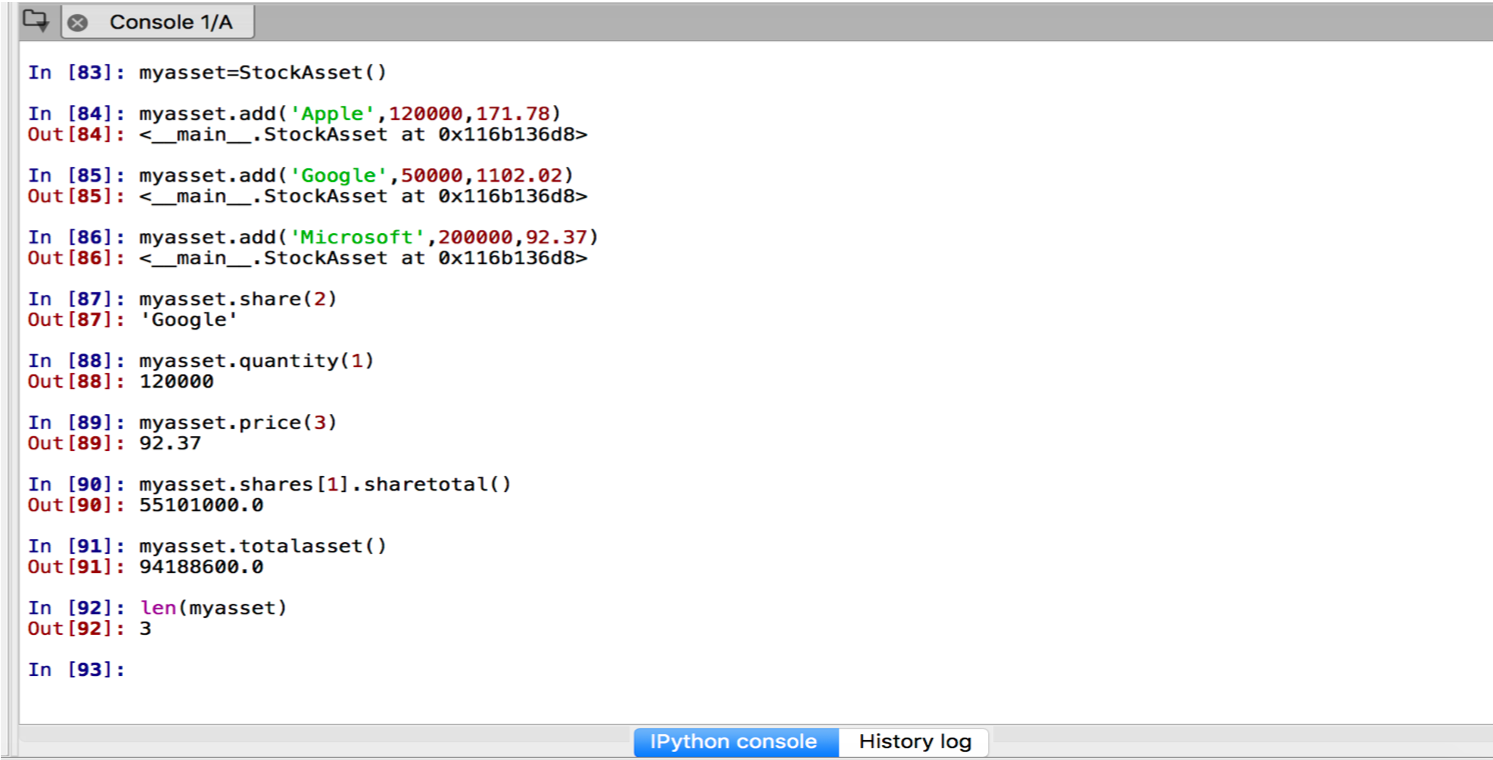 Console 1/A
In [83]: myasset=StockAsset()
In [84]: myasset.add('Apple',120000,171.78)
Out[84]: <__main__.StockAsset at 0x116b136d8>
In [85]: myasset.add('Google',50000,1102.02)
Out[85]: <__main__.StockAsset at 0x116b136d8>
In [86]: myasset.add('Microsoft',200000,92.37)
Out[86]: <__main__.StockAsset at 0x116b136d8>
In [87]: myasset.share(2)
Out[87]: 'Google'
In [88]: myasset.quantity(1)
Out[88]: 120000
In [89]: myasset.price(3)
Out[89]: 92.37
In [90]: myasset.shares[1].sharetotal()
Out[90]: 55101000.0
In [91]: myasset.totalasset()
Out[91]: 94188600.0
In [92]: len(myasset)
Out[92]: 3
In [93]:
IPython console History log